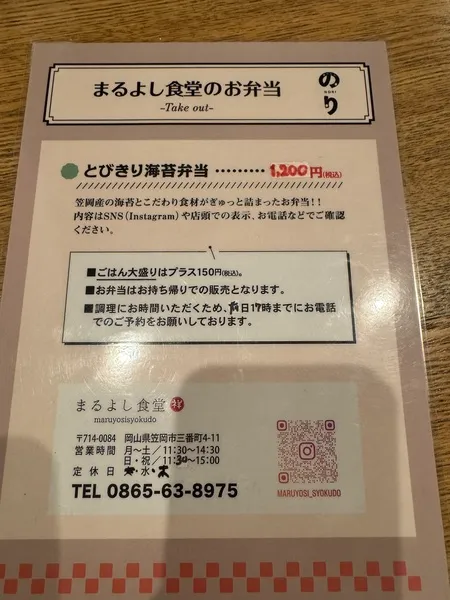 まるよし食堂のお弁当
-Take out-
のり
NORI
とびきり海苔弁当 ……… 1,200円(税込)
笠岡産の海苔とこだわり食材がぎゅっと詰まったお弁当!!
内容はSNS(Instagram)や店頭での表示、お電話などでご確認
ください。
■ごはん大盛りはプラス150円(税込)。
■お弁当はお持ち帰りでの販売となります。
■調理にお時間いただくため、前日17時までにお電話
でのご予約をお願いしております。
まるよし食堂
maruyosisyokudo
〒714-0084 岡山県笠岡市三番町4-11
営業時間 月〜土/11:30〜14:30
日・祝/11:30〜15:00
定休日 水・木
TEL 0865-63-8975
MARUYOSI_SYOKUDO